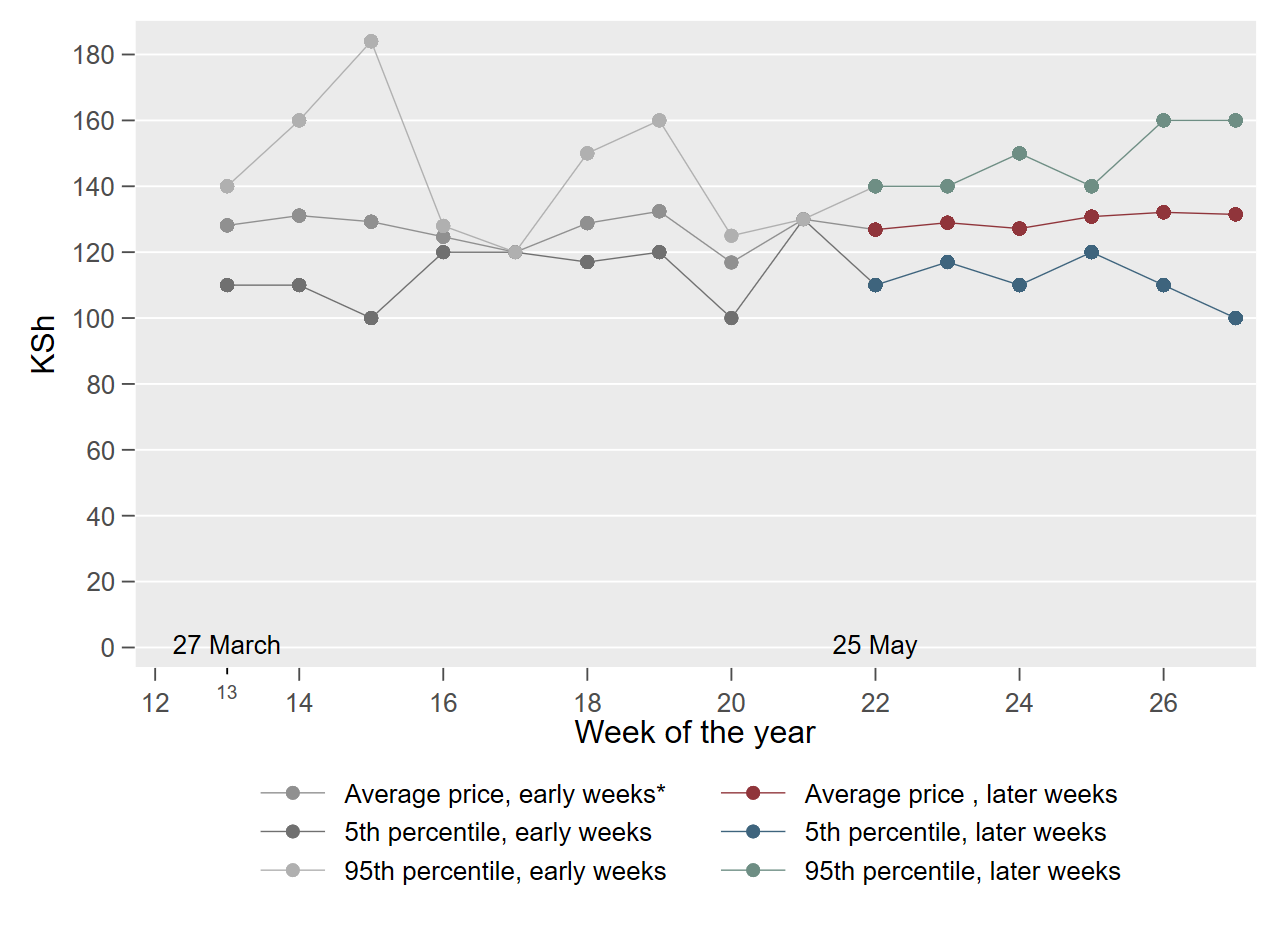 180
160
140
120
100
80
60
40
20
0
KSh
27 March
25 May
12 13 14 16 18 20 22 24 26
Week of the year
Average price, early weeks* Average price , later weeks
5th percentile, early weeks 5th percentile, later weeks
95th percentile, early weeks 95th percentile, later weeks